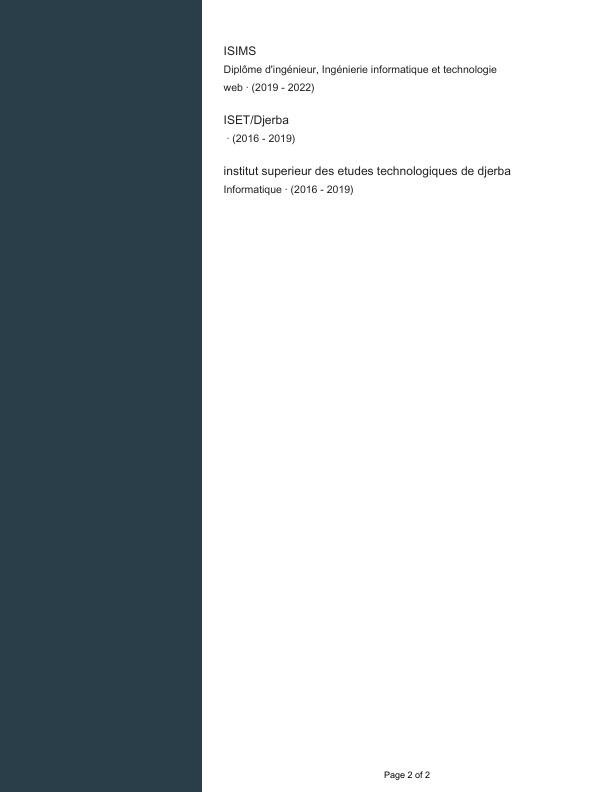 ISIMS
Diplôme d'ingénieur, Ingénierie informatique et technologie
web · (2019 - 2022)
ISET/Djerba
· (2016 - 2019)
institut superieur des etudes technologiques de djerba
Informatique · (2016 - 2019)
Page 2 of 2